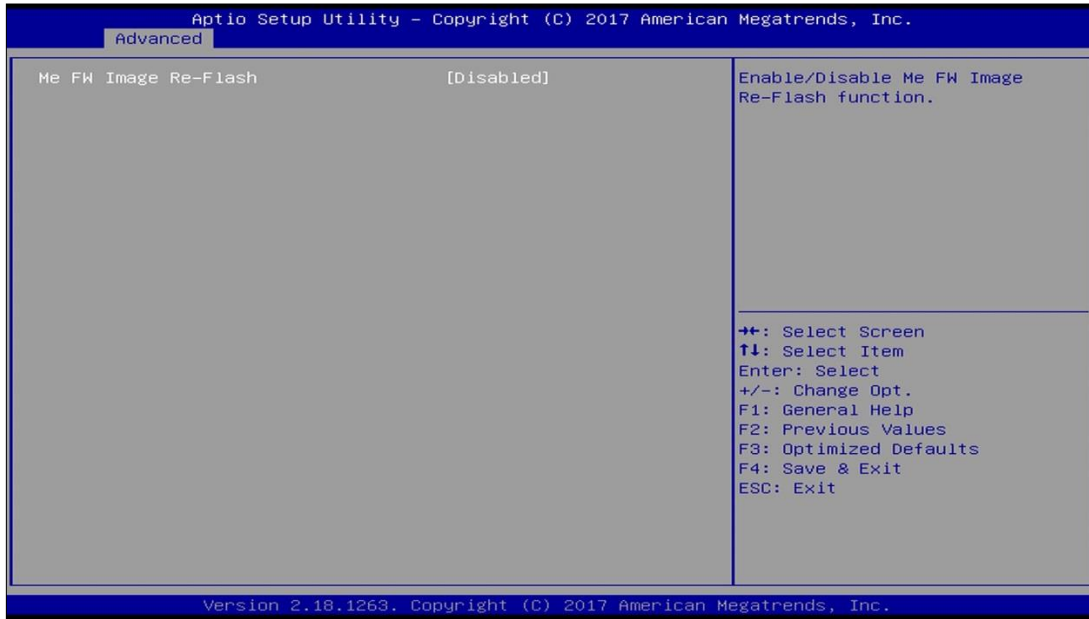 Aptio Setup Utility – Copyright (C) 2017 American Megatrends, Inc.
Advanced
Me FW Image Re-Flash [Disabled]
Enable/Disable Me FW Image
Re-Flash function.
→←: Select Screen
↑↓: Select Item
Enter: Select
+/-: Change Opt.
F1: General Help
F2: Previous Values
F3: Optimized Defaults
F4: Save & Exit
ESC: Exit
Version 2.18.1263. Copyright (C) 2017 American Megatrends, Inc.